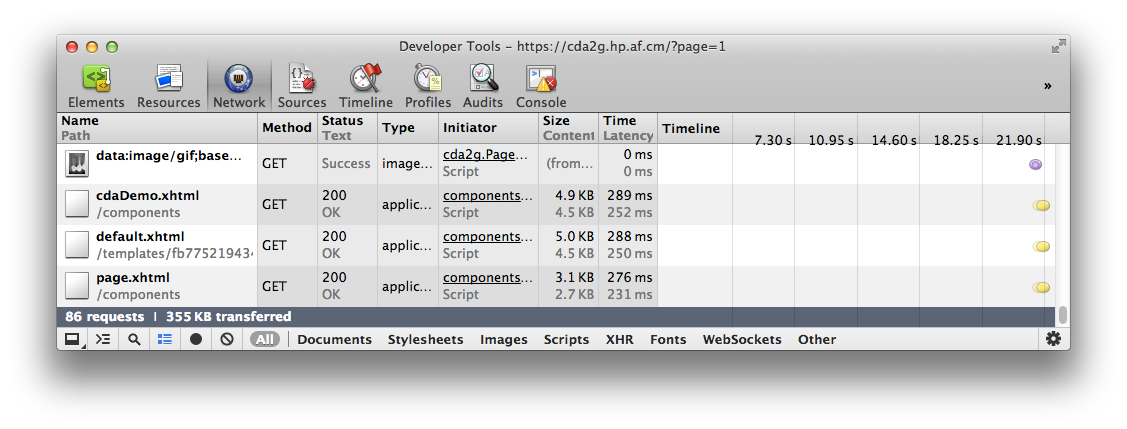 Developer Tools – https://cda2g.hp.af.cm/?page=1
Elements Resources Network Sources Timeline Profiles Audits Console »
Name Method Status Type Initiator Size Time Timeline
Path Text Content Latency 7.30 s 10.95 s 14.60 s 18.25 s 21.90 s
data:image/gif;base... GET Success image... cda2g.Page... (from... 0 ms
Script 0 ms
cdaDemo.xhtml GET 200 applic... components... 4.9 KB 289 ms
/components OK Script 4.5 KB 252 ms
default.xhtml GET 200 applic... components... 5.0 KB 288 ms
/templates/fb77521943 OK Script 4.5 KB 250 ms
page.xhtml GET 200 applic... components... 3.1 KB 276 ms
/components OK Script 2.7 KB 231 ms
86 requests | 355 KB transferred
All Documents Stylesheets Images Scripts XHR Fonts WebSockets Other